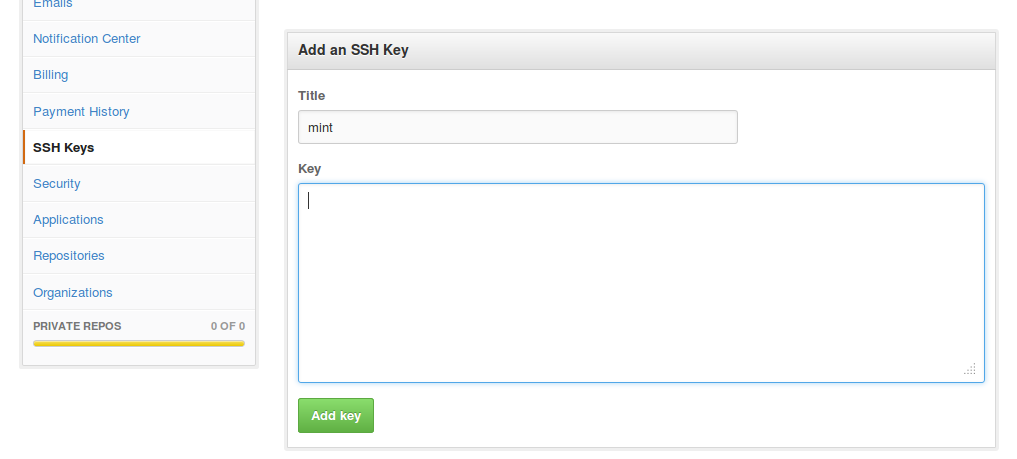 Emails
Notification Center
Billing
Payment History
SSH Keys
Security
Applications
Repositories
Organizations
PRIVATE REPOS 0 OF 0
Add an SSH Key
Title
mint
Key
Add key